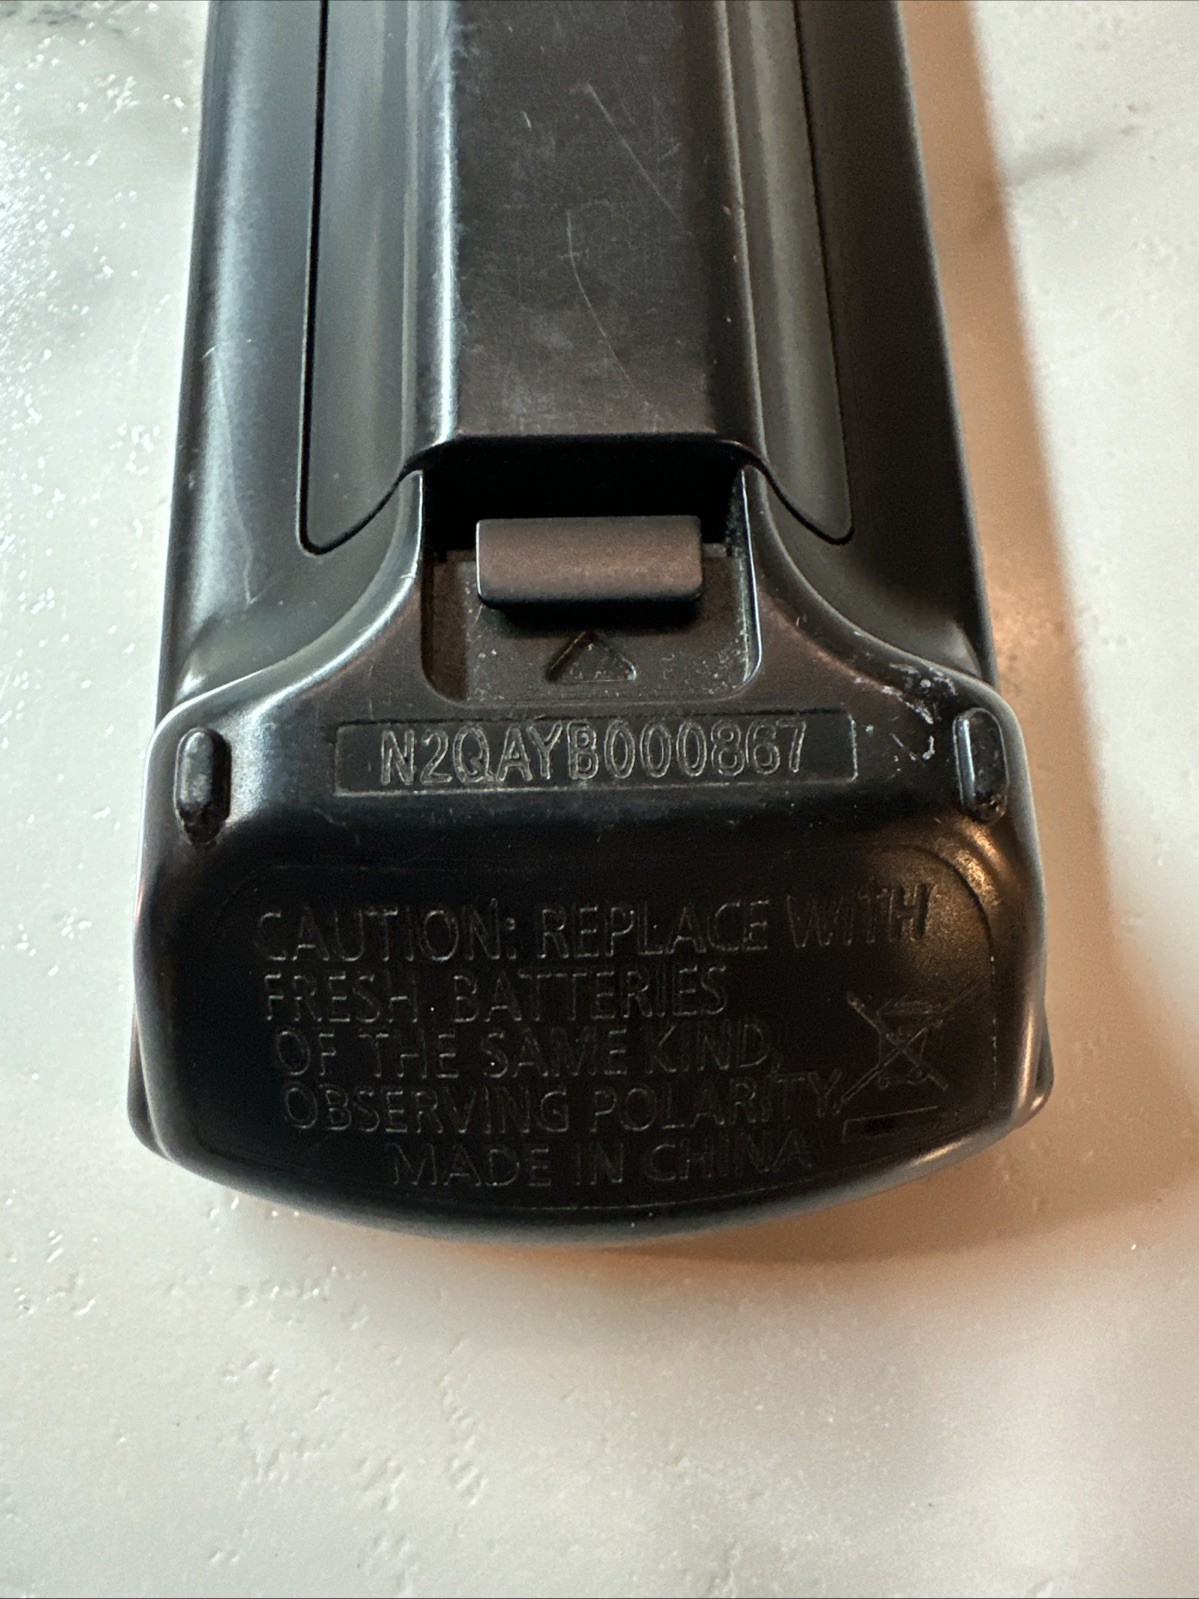 N2QAYB000867
CAUTION: REPLACE WITH
FRESH BATTERIES
OF THE SAME KIND,
OBSERVING POLARITY.
MADE IN CHINA